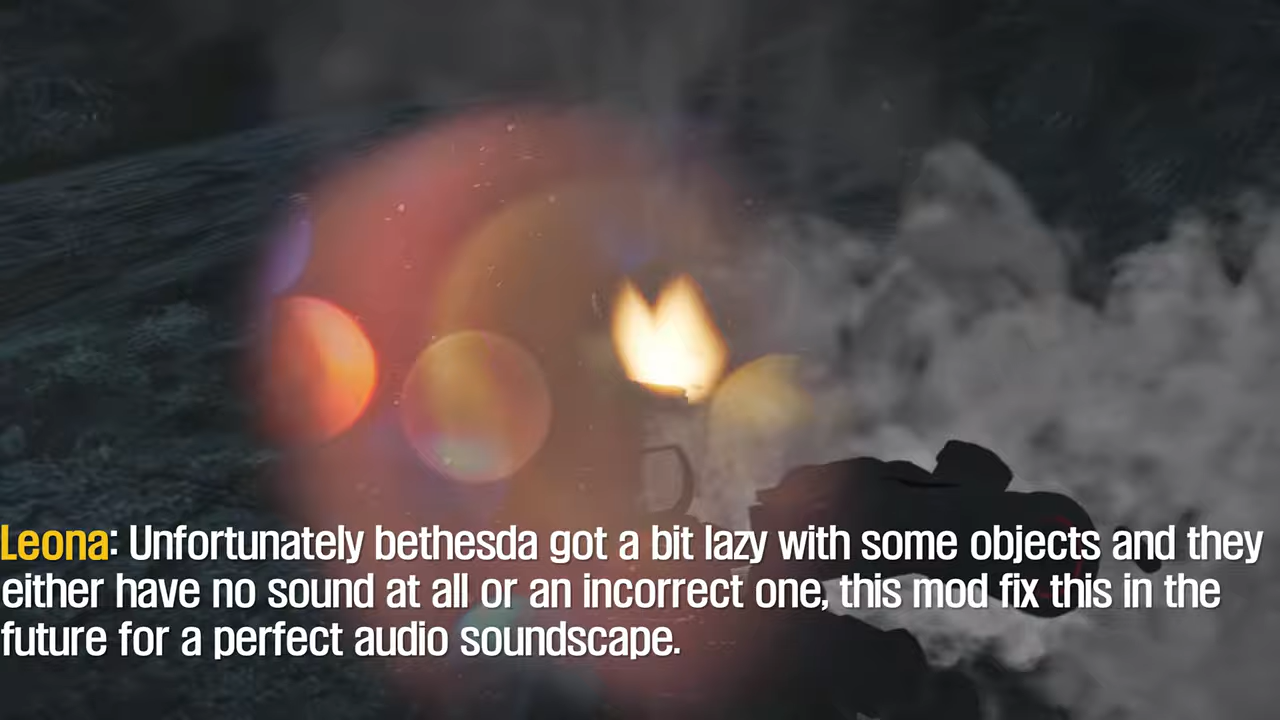 Leona: Unfortunately bethesda got a bit lazy with some objects and they
either have no sound at all or an incorrect one, this mod fix this in the
future for a perfect audio soundscape.